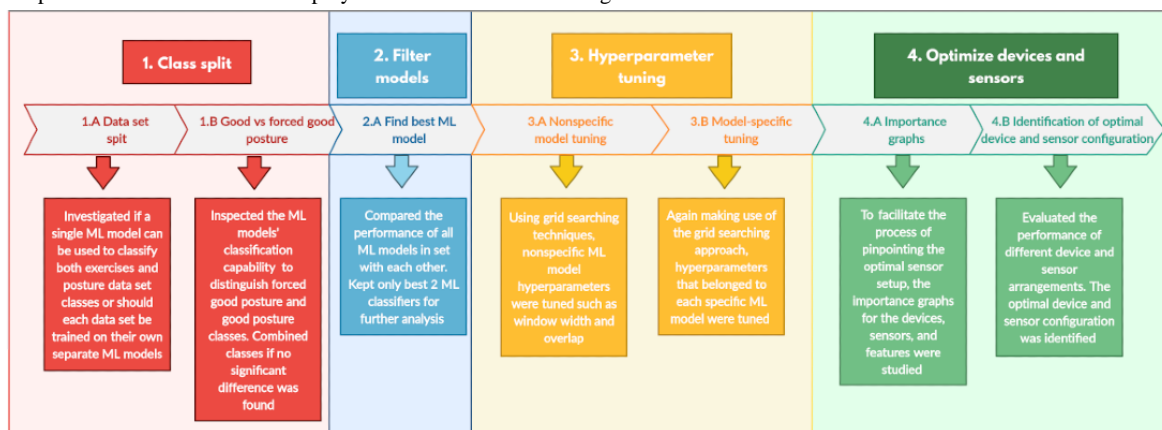 1. Class split
2. Filter
models
3. Hyperparameter
tuning
4. Optimize devices and
sensors
1.A Data set
spit
1.B Good vs forced good
posture
2.A Find best ML
model
3.A Nonspecific
model tuning
3.B Model-specific
tuning
4.A Importance
graphs
4.B Identification of optimal
device and sensor configuration
Investigated if a
single ML model can
be used to classify
both exercises and
posture data set
classes or should
each data set be
trained on their own
separate ML models
Inspected the ML
models'
classification
capability to
distinguish forced
good posture and
good posture
classes. Combined
classes if no
significant
difference was
found
Compared the
performance of all
ML models in set
with each other.
Kept only best 2 ML
classifiers for
further analysis
Using grid searching
techniques,
nonspecific ML
model
hyperparameters
were tuned such as
window width and
overlap
Again making use of
the grid searching
approach,
hyperparameters
that belonged to
each specific ML
model were tuned
To facilitate the
process of
pinpointing the
optimal sensor
setup, the
importance graphs
for the devices,
sensors, and
features were
studied
Evaluated the
performance of
different device and
sensor
arrangements. The
optimal device and
sensor configuration
was identified